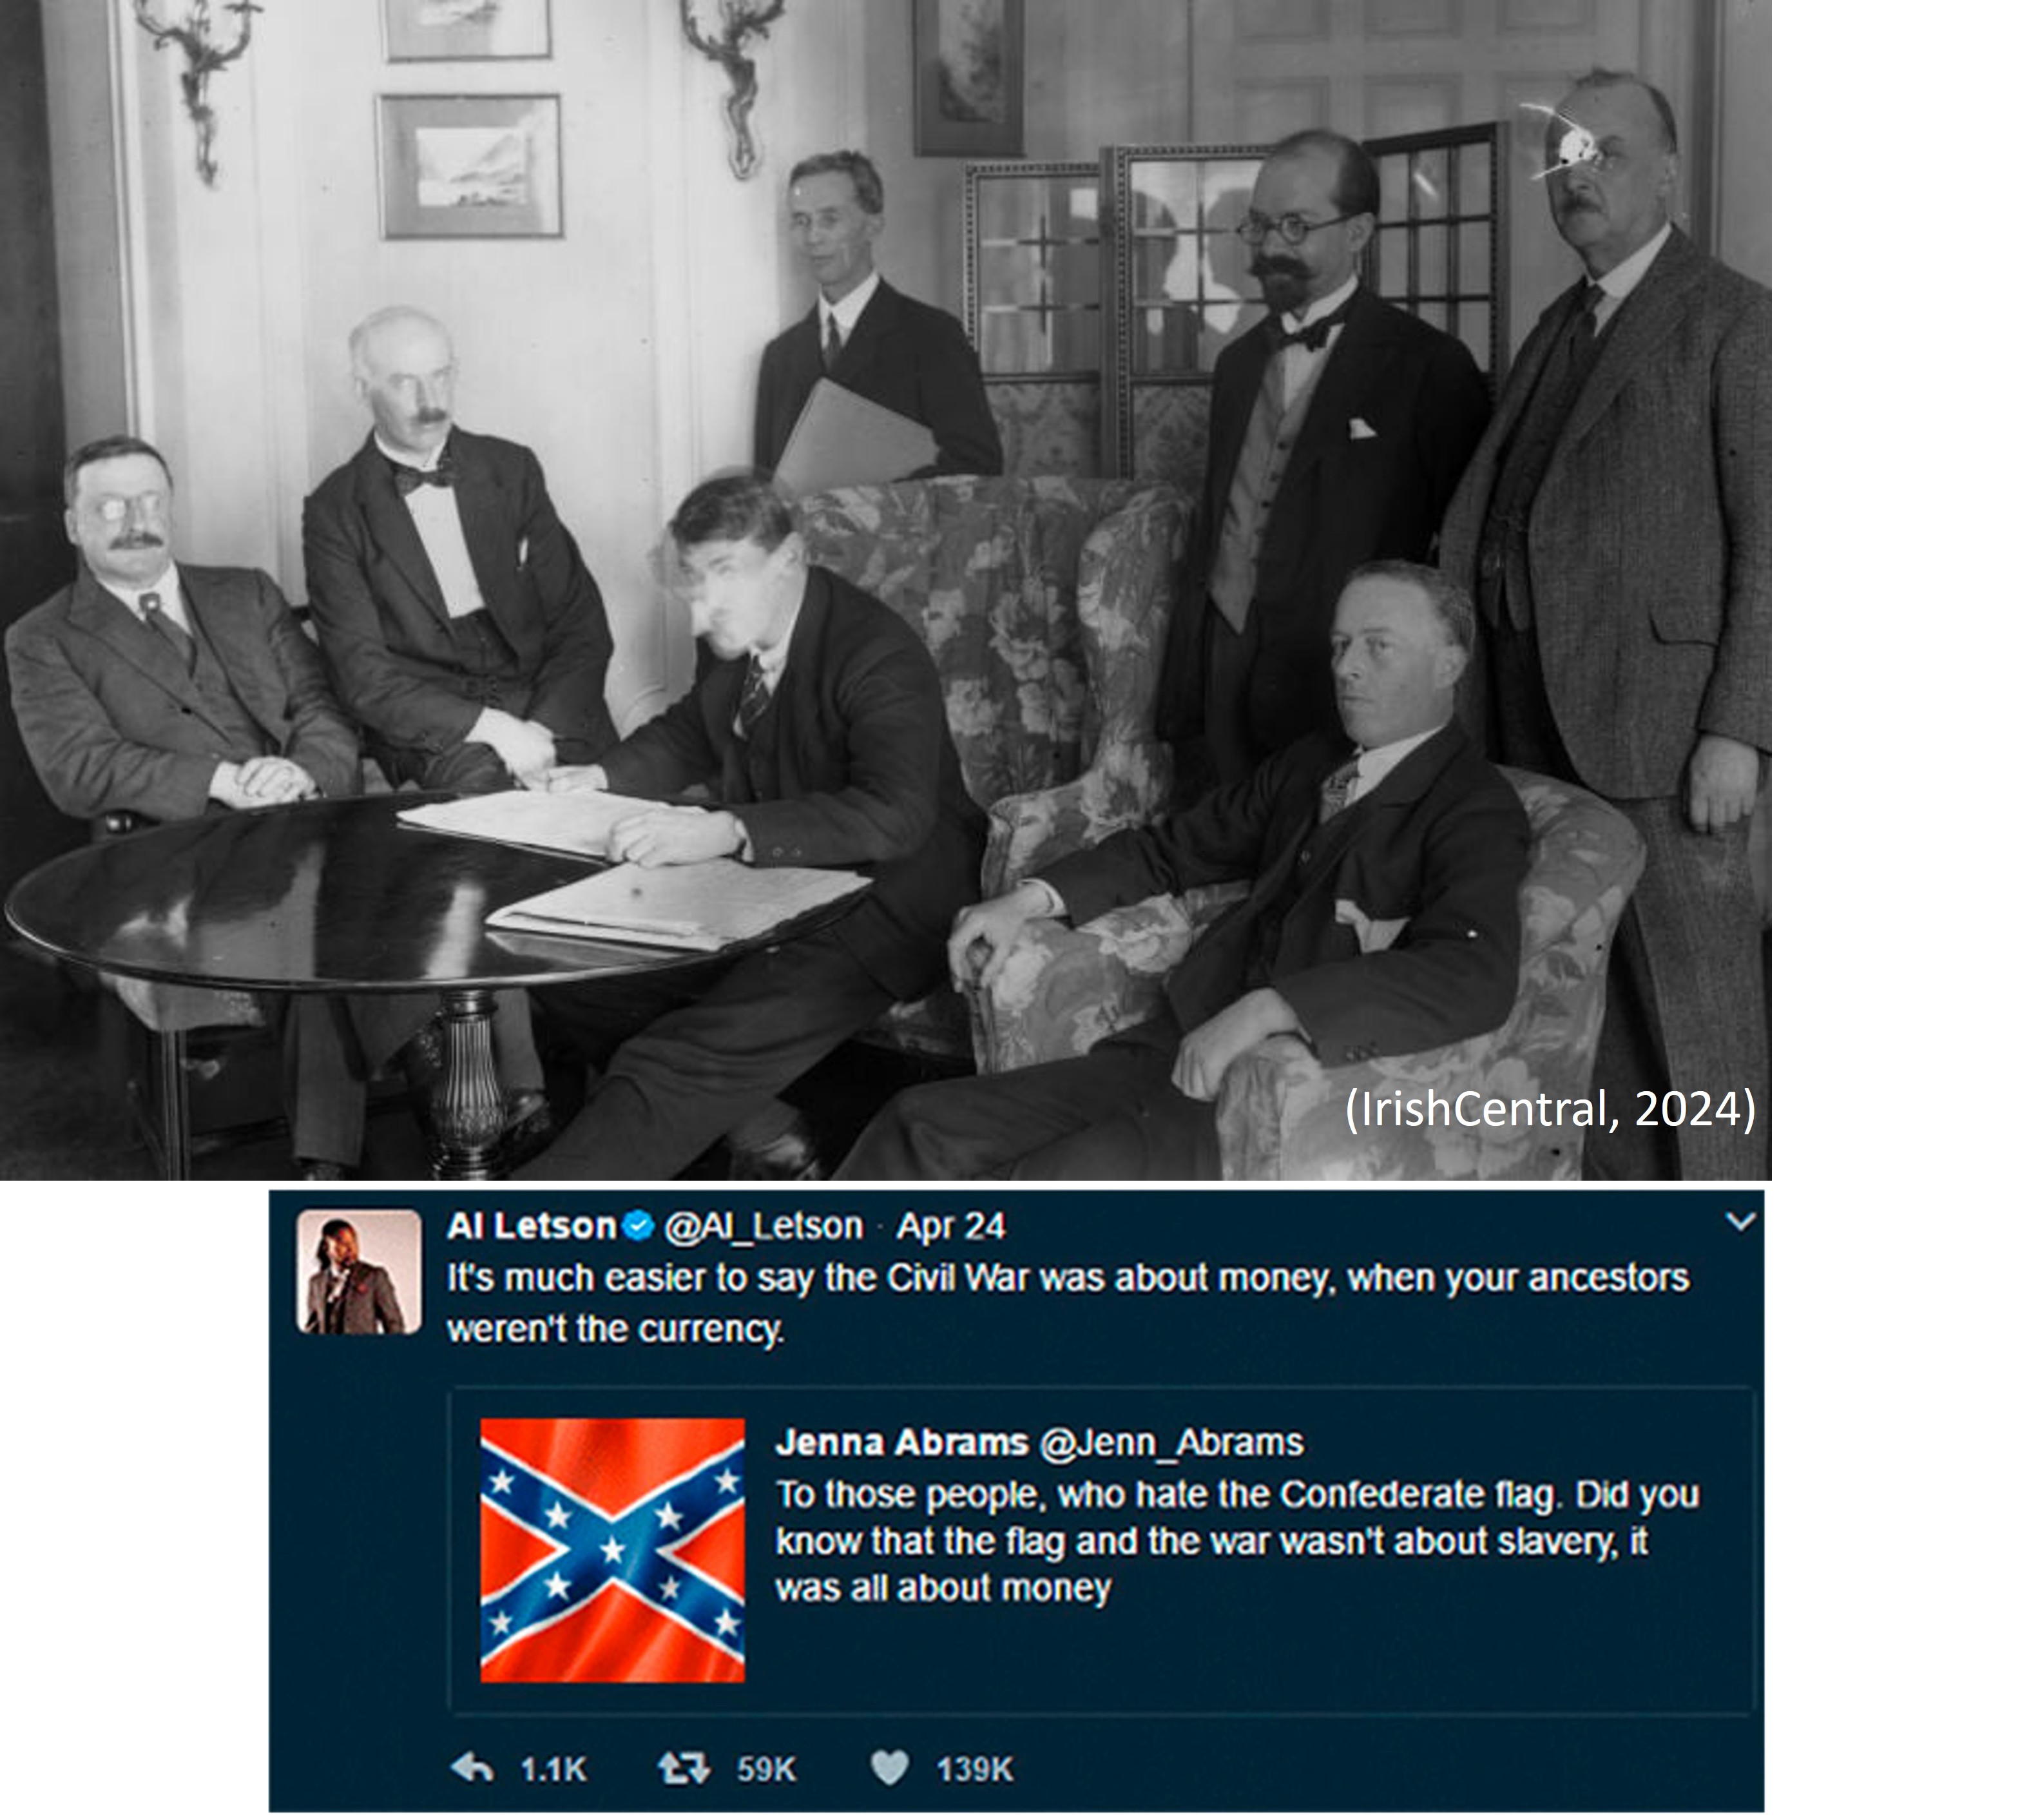 (IrishCentral, 2024)
Al Letson @Al_Letson · Apr 24
It's much easier to say the Civil War was about money, when your ancestors
weren't the currency.
Jenna Abrams @Jenn_Abrams
To those people, who hate the Confederate flag. Did you
know that the flag and the war wasn't about slavery, it
was all about money
1.1K 59K 139K